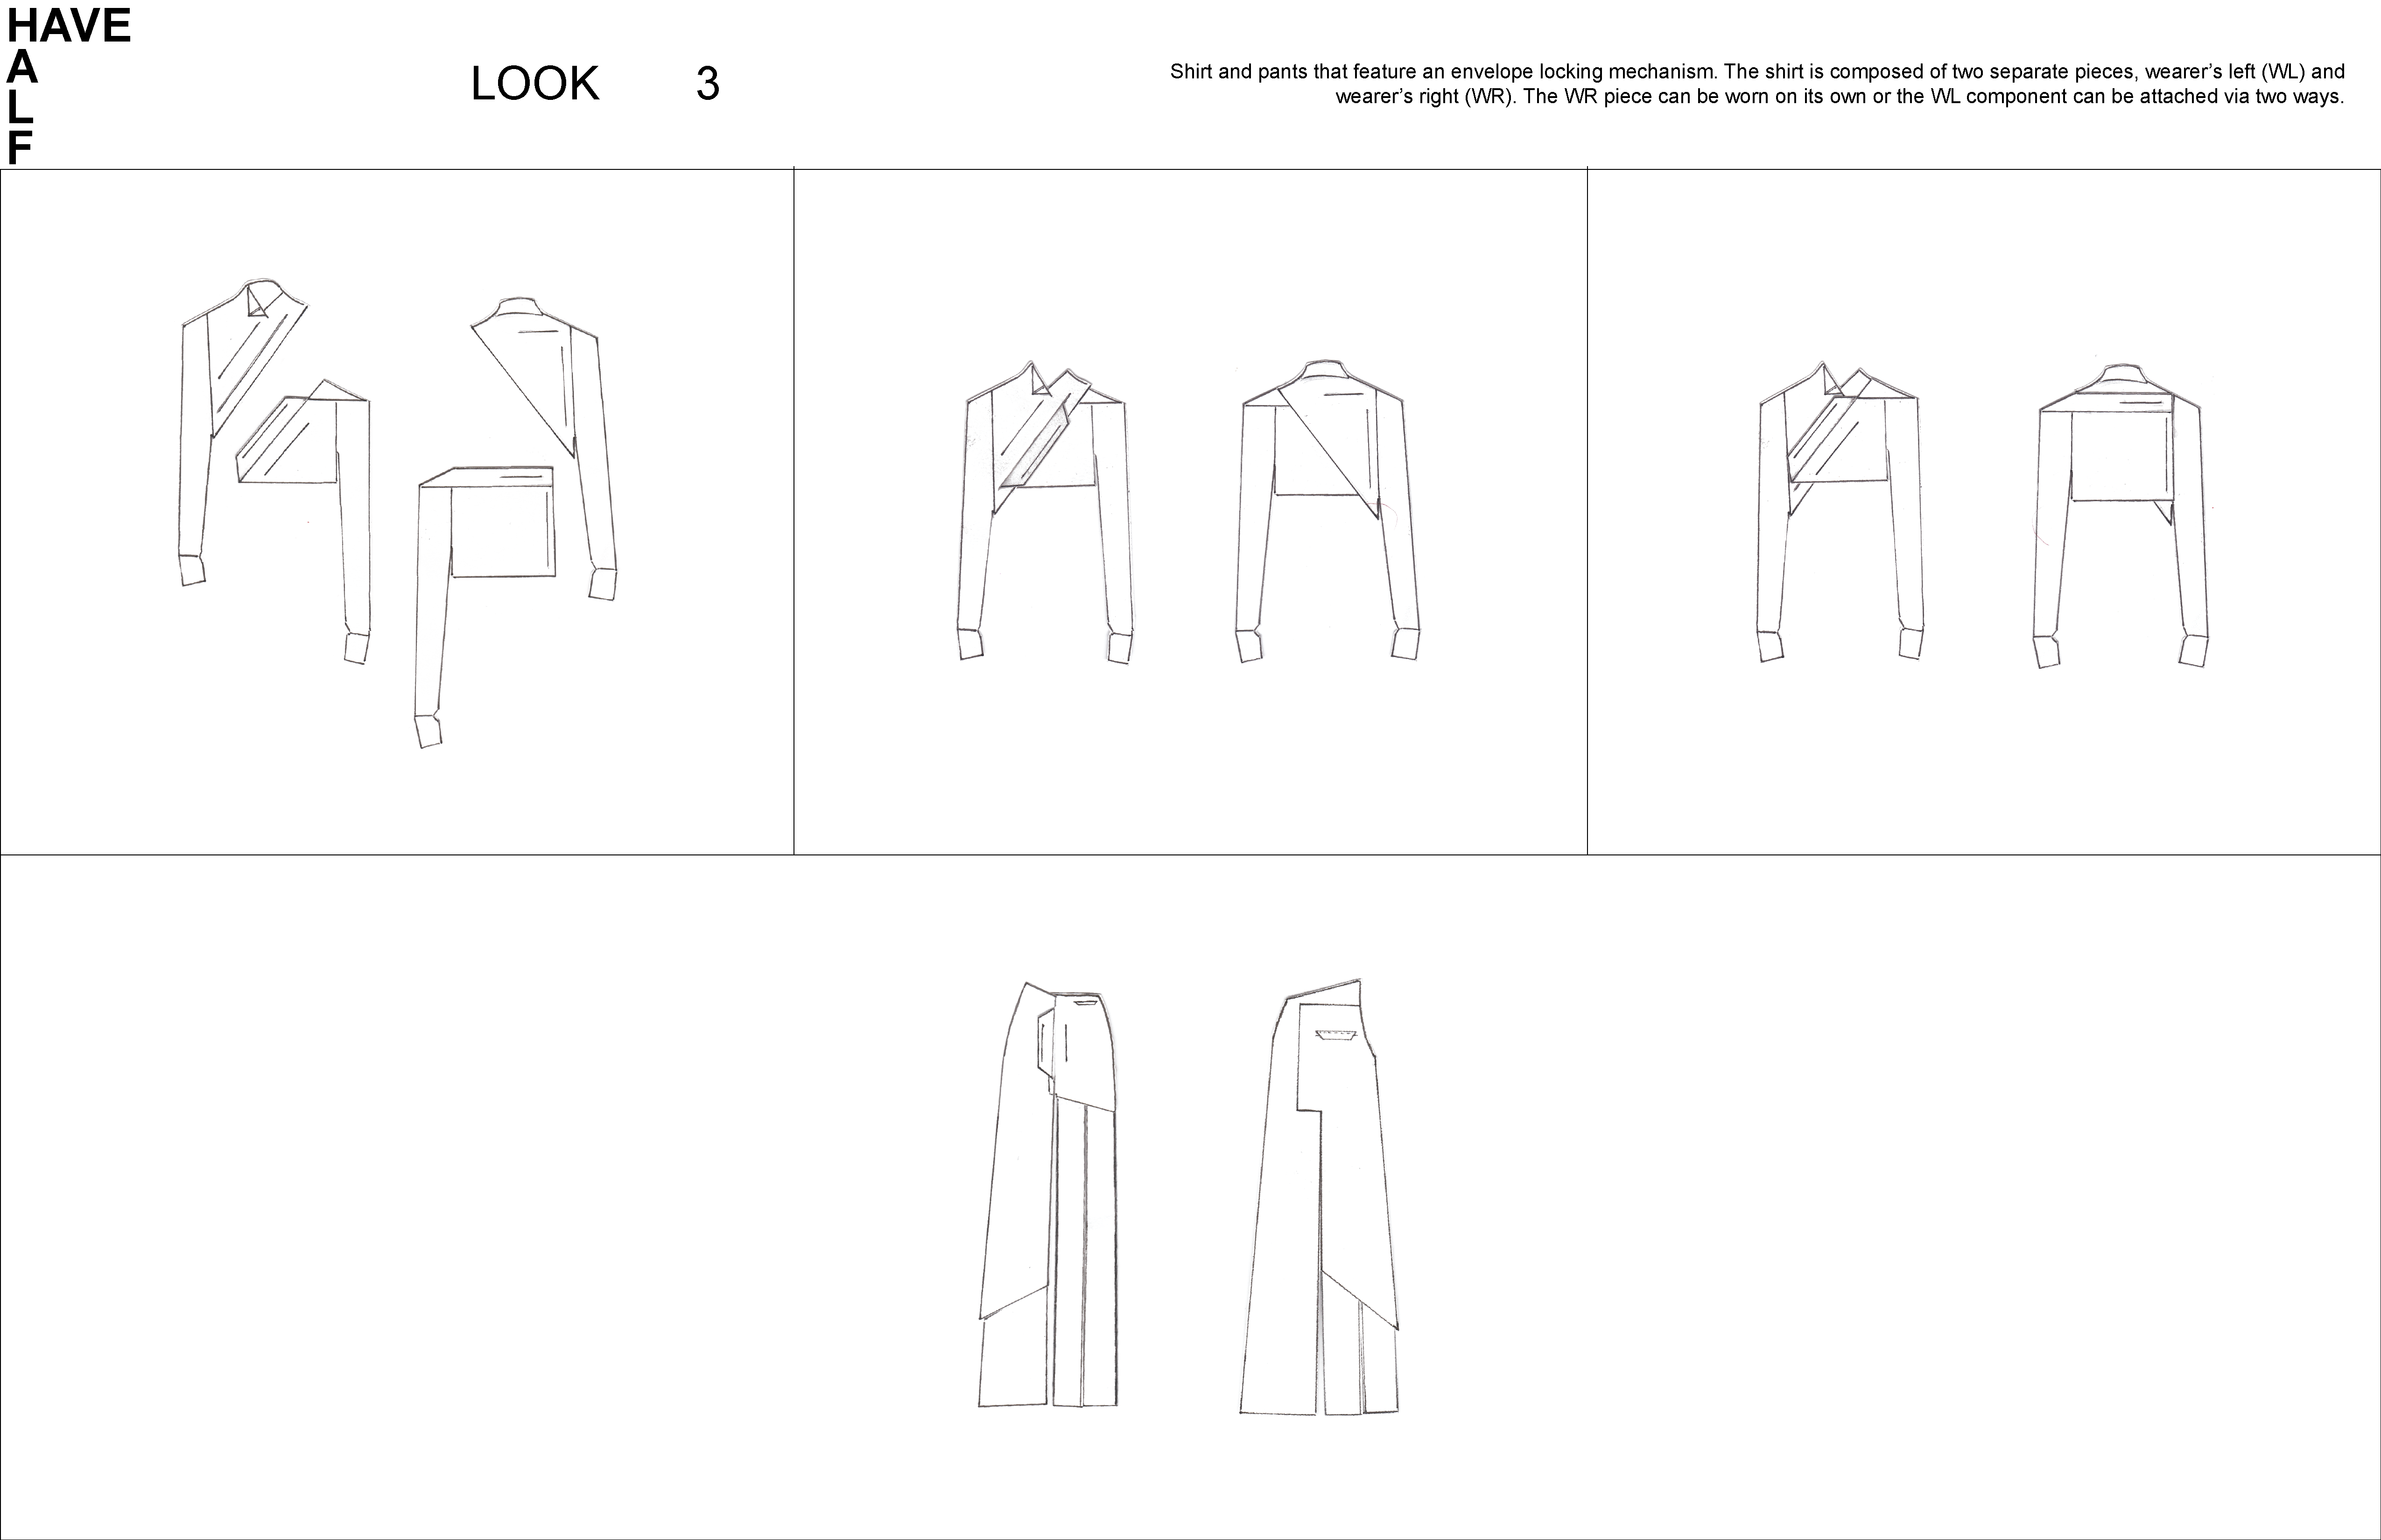 HAVE
A
L
F
LOOK 3
Shirt and pants that feature an envelope locking mechanism. The shirt is composed of two separate pieces, wearer’s left (WL) and
wearer’s right (WR). The WR piece can be worn on its own or the WL component can be attached via two ways.